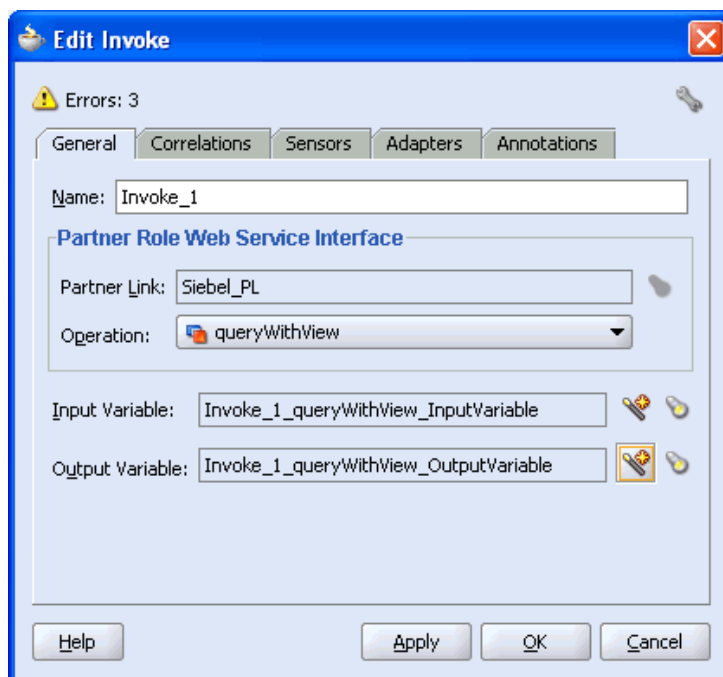 Edit Invoke
Errors: 3
General Correlations Sensors Adapters Annotations
Name: Invoke_1
Partner Role Web Service Interface
Partner Link: Siebel_PL
Operation: queryWithView
Input Variable: Invoke_1_queryWithView_InputVariable
Output Variable: Invoke_1_queryWithView_OutputVariable
Help Apply OK Cancel